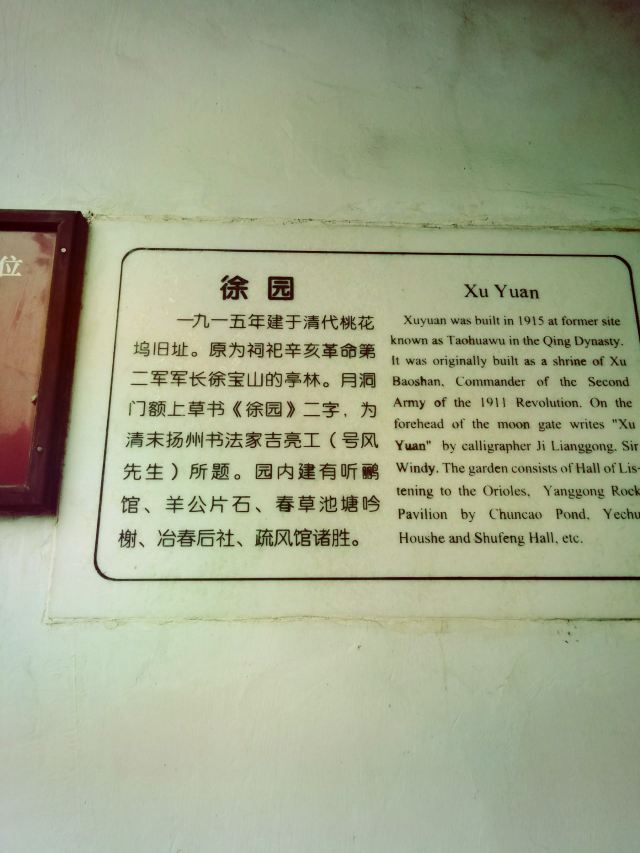 位
徐园
一九一五年建于清代桃花
坞旧址。原为祠祀辛亥革命第
二军军长徐宝山的亭林。月洞
门额上草书《徐园》二字，为
清末扬州书法家吉亮工（号风
先生）所题。园内建有听鹂
馆、羊公片石、春草池塘吟
榭、冶春后社、疏风馆诸胜。
Xu Yuan
Xuyuan was built in 1915 at former site
known as Taohuawu in the Qing Dynasty.
It was originally built as a shrine of Xu
Baoshan, Commander of the Second
Army of the 1911 Revolution. On the
forehead of the moon gate writes "Xu
Yuan" by calligrapher Ji Lianggong. Sir
Windy. The garden consists of Hall of Lis-
tening to the Orioles, Yanggong Rock
Pavilion by Chuncao Pond, Yechu
Houshe and Shufeng Hall, etc.